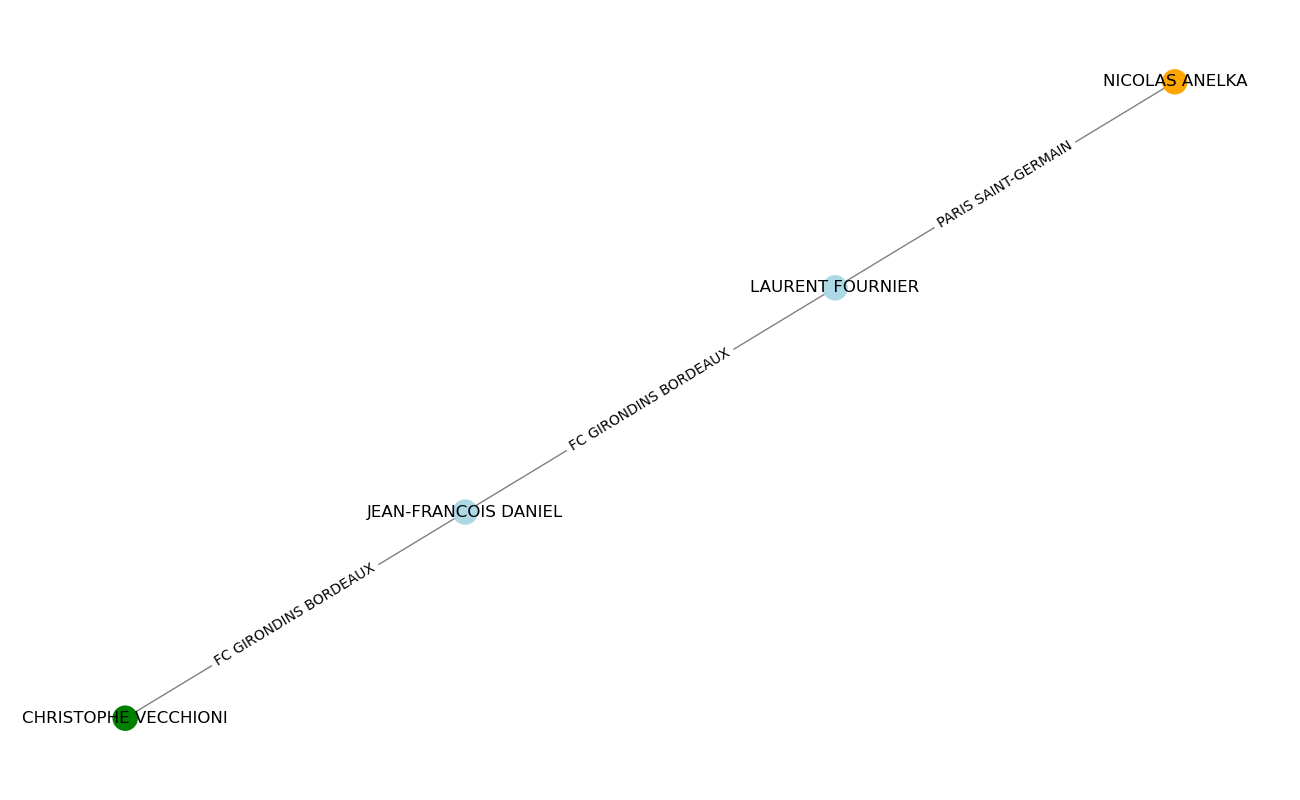 NICOLAS ANELKA
PARIS SAINT-GERMAIN
LAURENT FOURNIER
FC GIRONDINS BORDEAUX
JEAN-FRANCOIS DANIEL
FC GIRONDINS BORDEAUX
CHRISTOPHE VECCHIONI